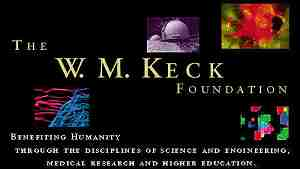 THE
W. M. KECK
FOUNDATION
BENEFITING HUMANITY
THROUGH THE DISCIPLINES OF SCIENCE AND ENGINEERING,
MEDICAL RESEARCH AND HIGHER EDUCATION.